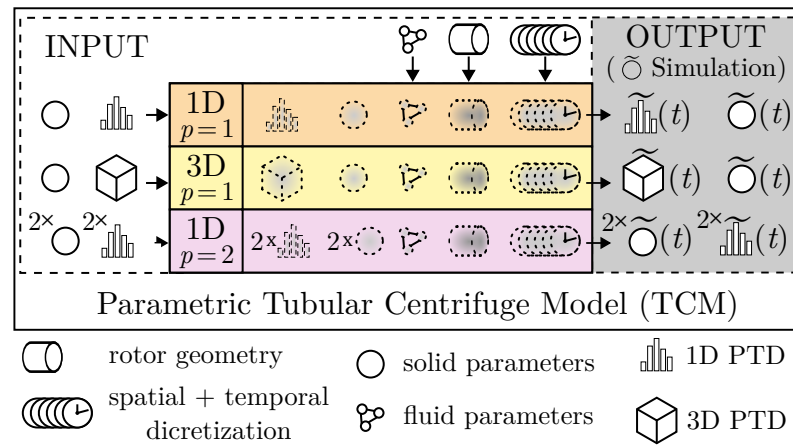 INPUT
OUTPUT
( ~ Simulation)
1D
p=1
(t) (t)
3D
p=1
(t) (t)
2× 2×
1D
p=2
2x 2x
2× (t) 2× (t)
Parametric Tubular Centrifuge Model (TCM)
rotor geometry
solid parameters
1D PTD
spatial + temporal
dicretization
fluid parameters
3D PTD